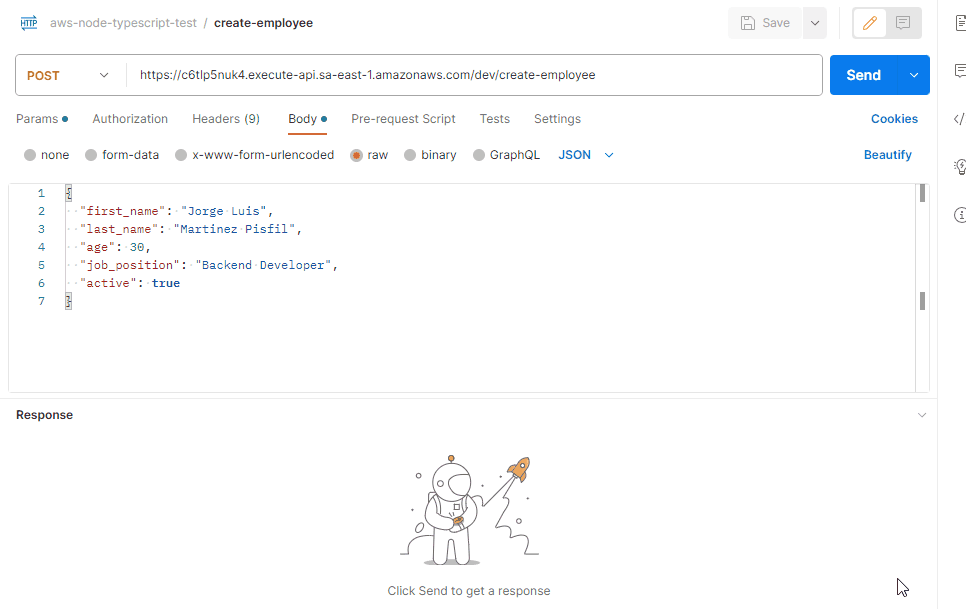 HTTP aws-node-typescript-test / create-employee Save
POST https://c6tlp5nuk4.execute-api.sa-east-1.amazonaws.com/dev/create-employee Send
Params Authorization Headers (9) Body Pre-request Script Tests Settings Cookies
none form-data x-www-form-urlencoded raw binary GraphQL JSON Beautify
1 {
2 "first_name": "Jorge Luis",
3 "last_name": "Martinez Pisfil",
4 "age": 30,
5 "job_position": "Backend Developer",
6 "active": true
7 }
Response
Click Send to get a response